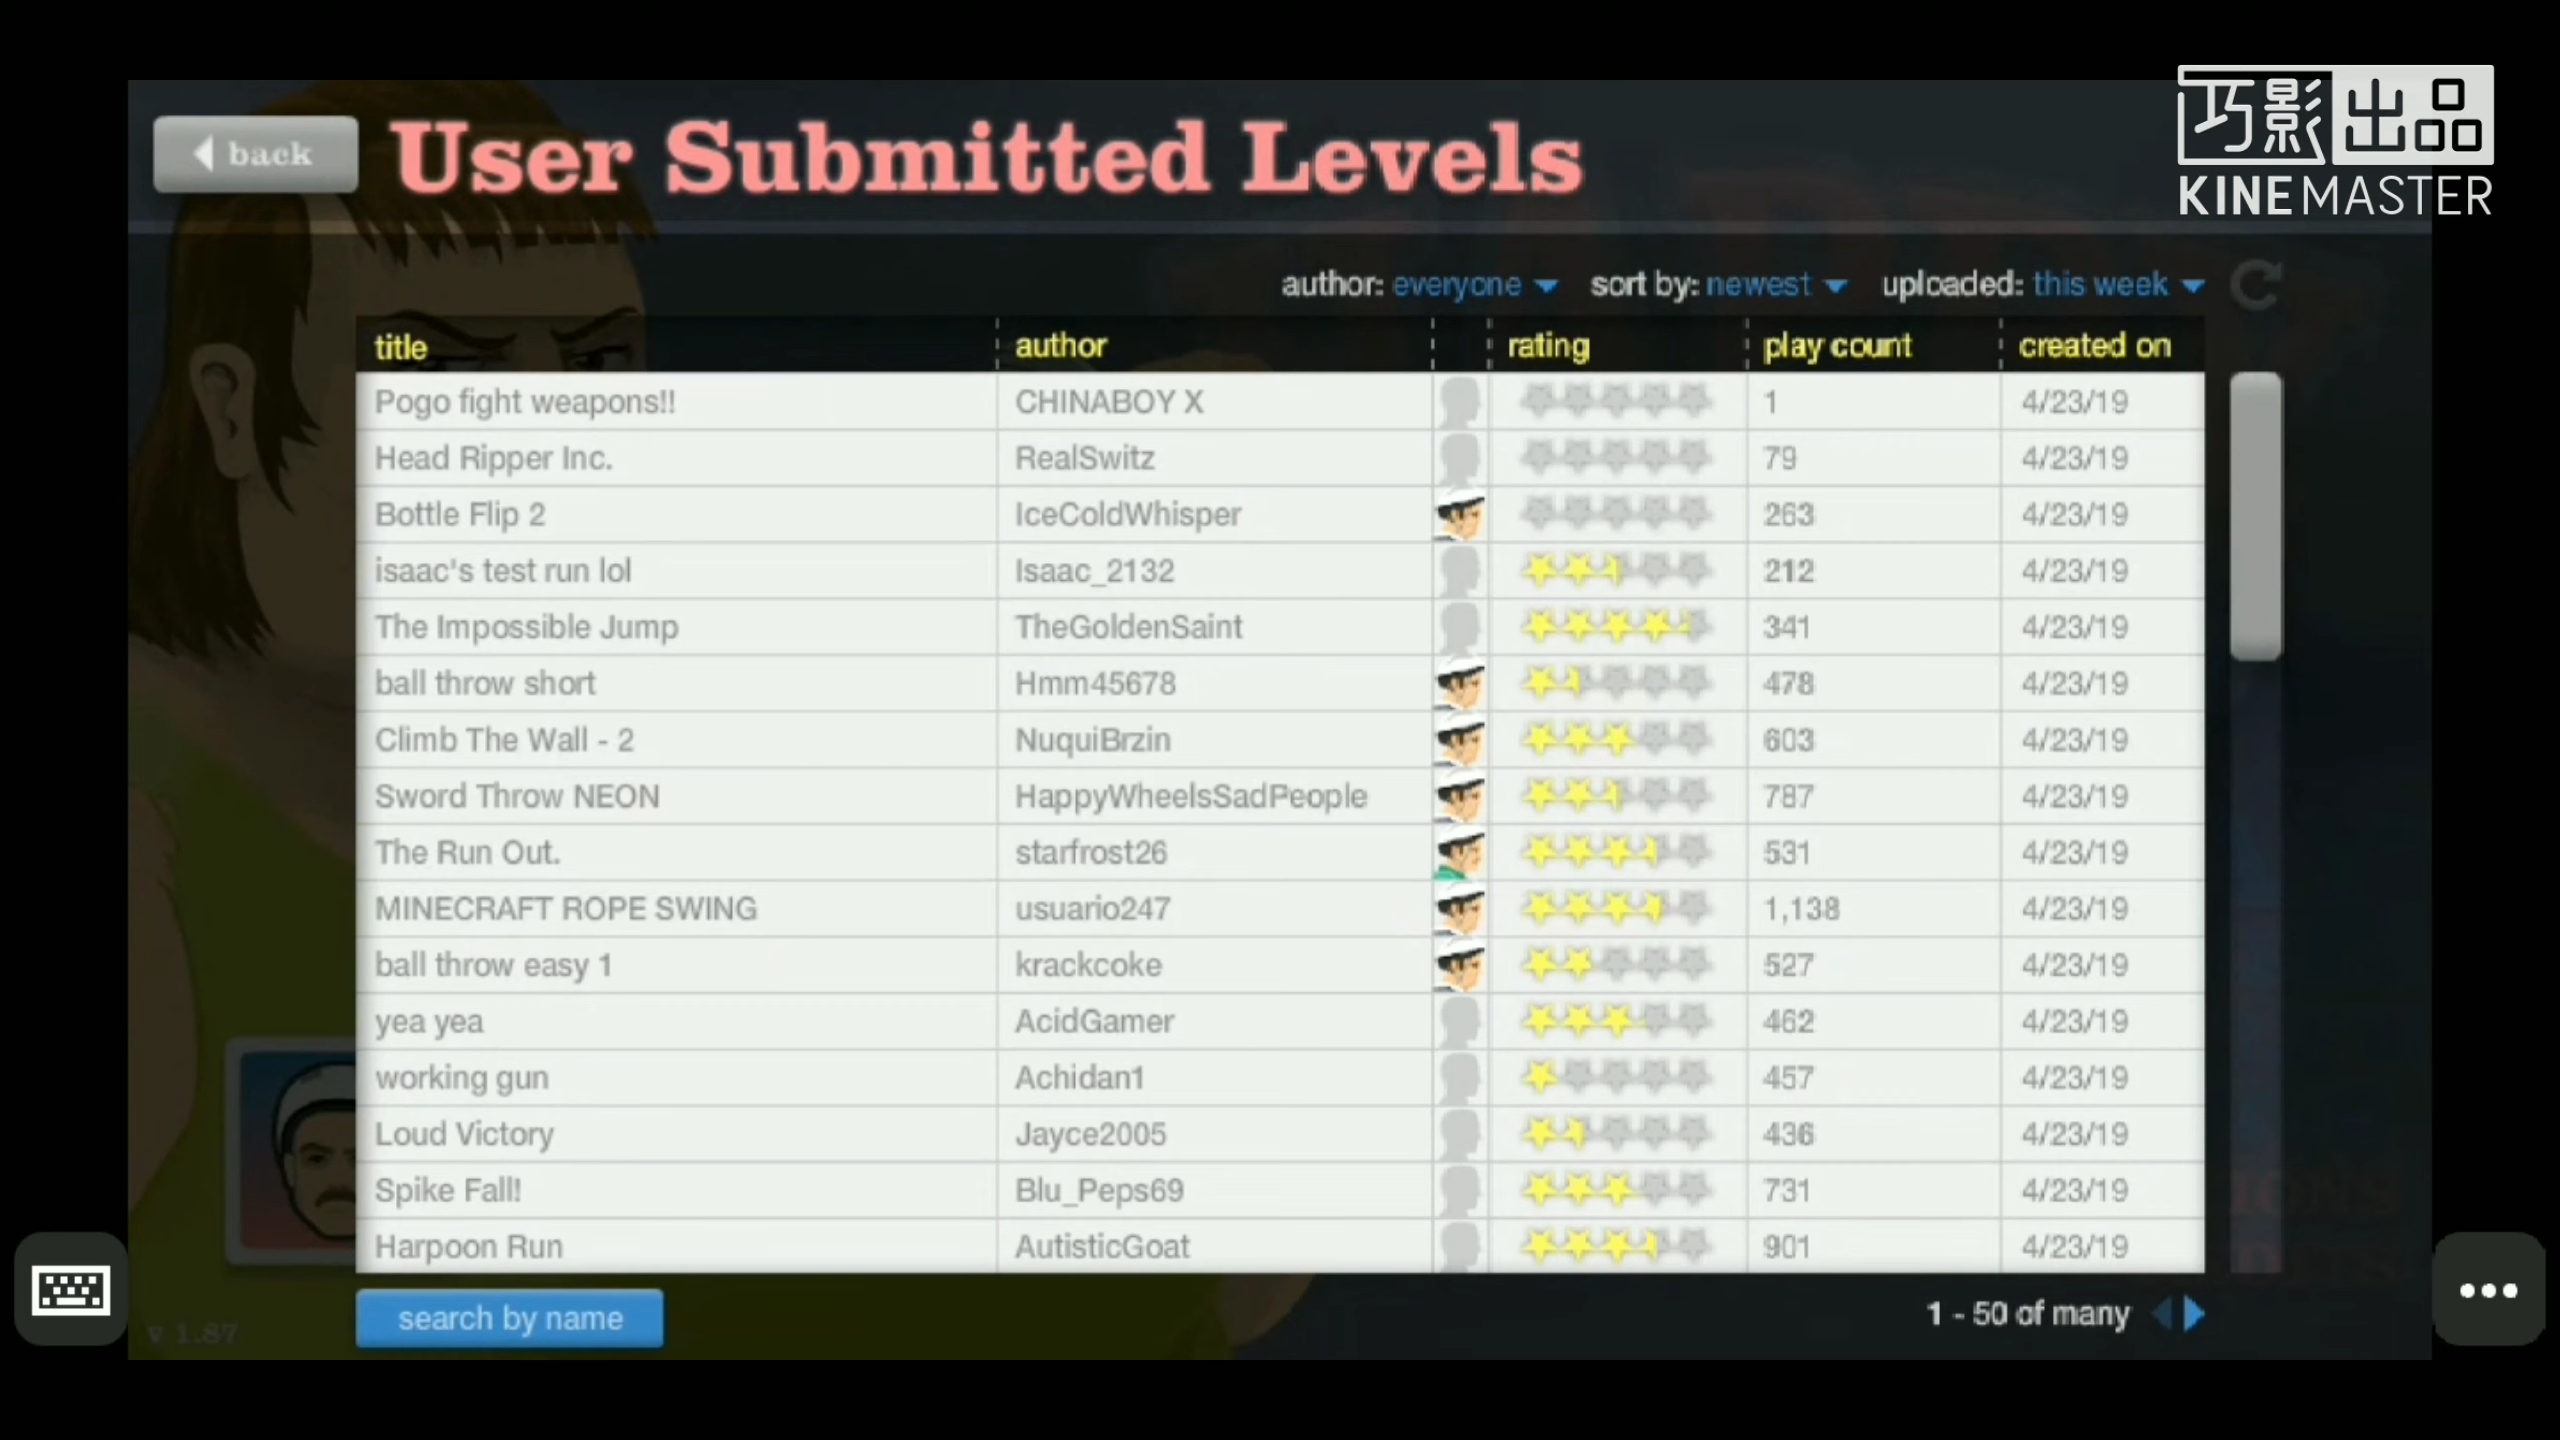 巧影出品
KINEMASTER
back
User Submitted Levels
author: everyone sort by: newest uploaded: this week
title author rating play count created on
Pogo fight weapons!! CHINABOY X 1 4/23/19
Head Ripper Inc. RealSwitz 79 4/23/19
Bottle Flip 2 IceColdWhisper 263 4/23/19
isaac's test run lol Isaac_2132 212 4/23/19
The Impossible Jump TheGoldenSaint 341 4/23/19
ball throw short Hmm45678 478 4/23/19
Climb The Wall - 2 NuquiBrzin 603 4/23/19
Sword Throw NEON HappyWheelsSadPeople 787 4/23/19
The Run Out. starfrost26 531 4/23/19
MINECRAFT ROPE SWING usuario247 1,138 4/23/19
ball throw easy 1 krackcoke 527 4/23/19
yea yea AcidGamer 462 4/23/19
working gun Achidan1 457 4/23/19
Loud Victory Jayce2005 436 4/23/19
Spike Fall! Blu_Peps69 731 4/23/19
Harpoon Run AutisticGoat 901 4/23/19
search by name 1 - 50 of many
v 1.87